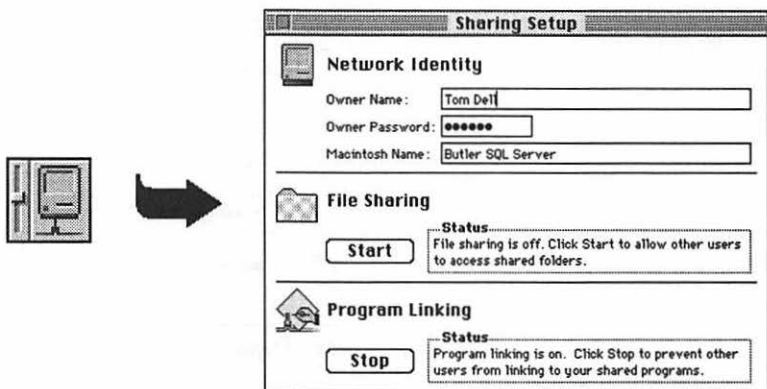 Sharing Setup
Network Identity
Owner Name: Tom Dell
Owner Password: ●●●●●●
Macintosh Name: Butler SQL Server
File Sharing
Status
Start
File sharing is off. Click Start to allow other users
to access shared folders.
Program Linking
Status
Stop
Program linking is on. Click Stop to prevent other
users from linking to your shared programs.